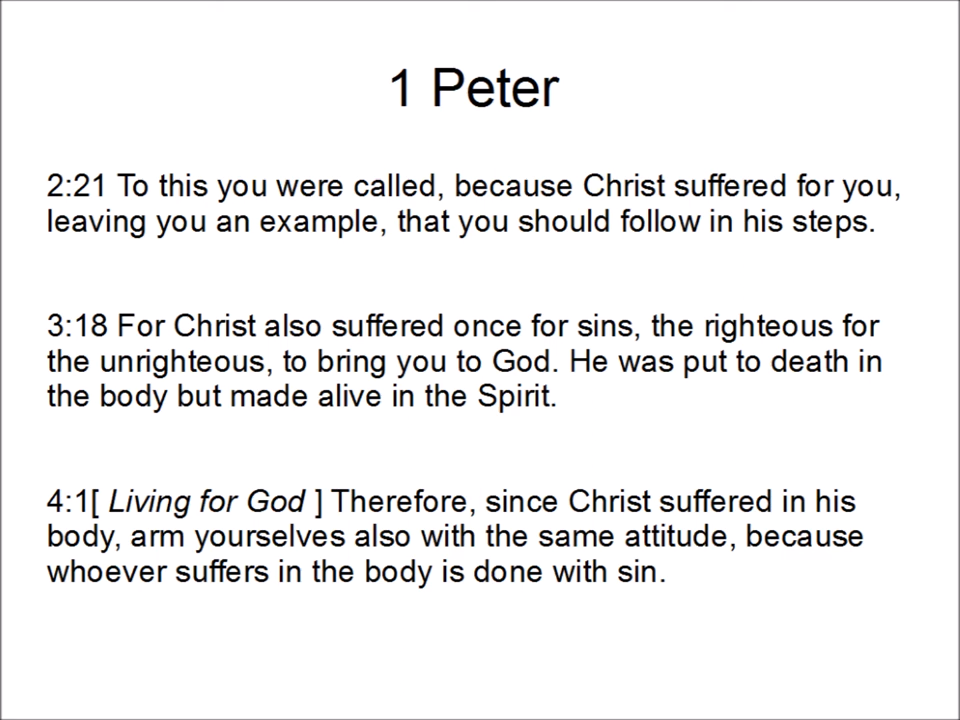 1 Peter
2:21 To this you were called, because Christ suffered for you,
leaving you an example, that you should follow in his steps.
3:18 For Christ also suffered once for sins, the righteous for
the unrighteous, to bring you to God. He was put to death in
the body but made alive in the Spirit.
4:1[ Living for God ] Therefore, since Christ suffered in his
body, arm yourselves also with the same attitude, because
whoever suffers in the body is done with sin.